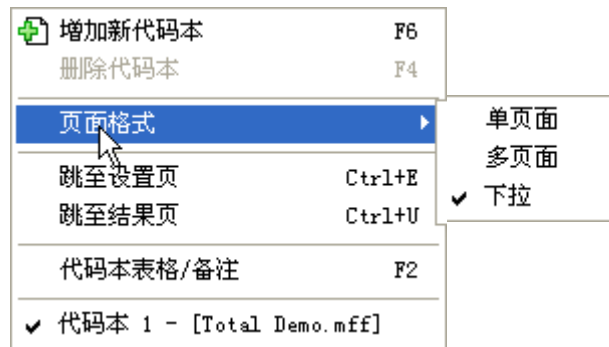 增加新代码本 F6
删除代码本 F4
页面格式
跳至设置页 Ctrl+E
跳至结果页 Ctrl+U
代码本表格/备注 F2
代码本 1 - [Total Demo.mff]
单页面
多页面
下拉